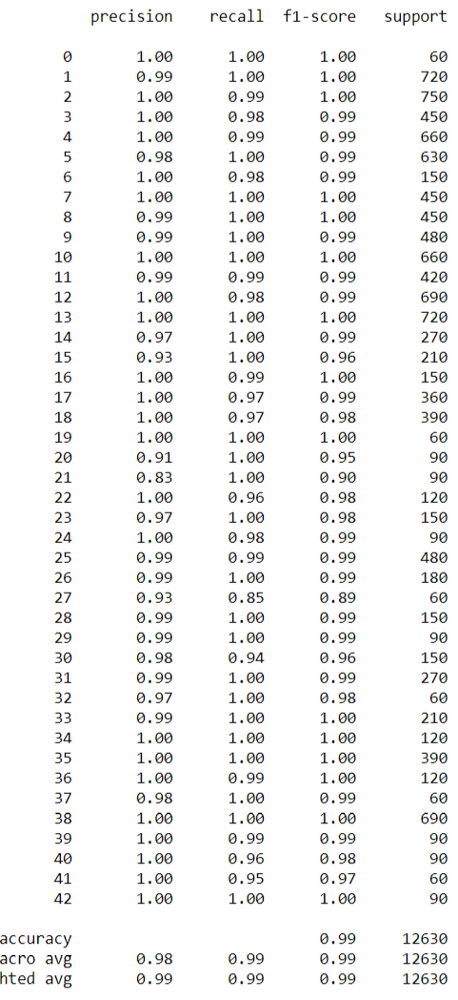 precision recall f1-score support
0 1.00 1.00 1.00 60
1 0.99 1.00 1.00 720
2 1.00 0.99 1.00 750
3 1.00 0.98 0.99 450
4 1.00 0.99 0.99 660
5 0.98 1.00 0.99 630
6 1.00 0.98 0.99 150
7 1.00 1.00 1.00 450
8 0.99 1.00 1.00 450
9 0.99 1.00 0.99 480
10 1.00 1.00 1.00 660
11 0.99 0.99 0.99 420
12 1.00 0.98 0.99 690
13 1.00 1.00 1.00 720
14 0.97 1.00 0.99 270
15 0.93 1.00 0.96 210
16 1.00 0.99 1.00 150
17 1.00 0.97 0.99 360
18 1.00 0.97 0.98 390
19 1.00 1.00 1.00 60
20 0.91 1.00 0.95 90
21 0.83 1.00 0.90 90
22 1.00 0.96 0.98 120
23 0.97 1.00 0.98 150
24 1.00 0.98 0.99 90
25 0.99 0.99 0.99 480
26 0.99 1.00 0.99 180
27 0.93 0.85 0.89 60
28 0.99 1.00 0.99 150
29 0.99 1.00 0.99 90
30 0.98 0.94 0.96 150
31 0.99 1.00 0.99 270
32 0.97 1.00 0.98 60
33 0.99 1.00 1.00 210
34 1.00 1.00 1.00 120
35 1.00 1.00 1.00 390
36 1.00 0.99 1.00 120
37 0.98 1.00 0.99 60
38 1.00 1.00 1.00 690
39 1.00 0.99 0.99 90
40 1.00 0.96 0.98 90
41 1.00 0.95 0.97 60
42 1.00 1.00 1.00 90
accuracy 0.99 12630
acro avg 0.98 0.99 0.99 12630
hted avg 0.99 0.99 0.99 12630